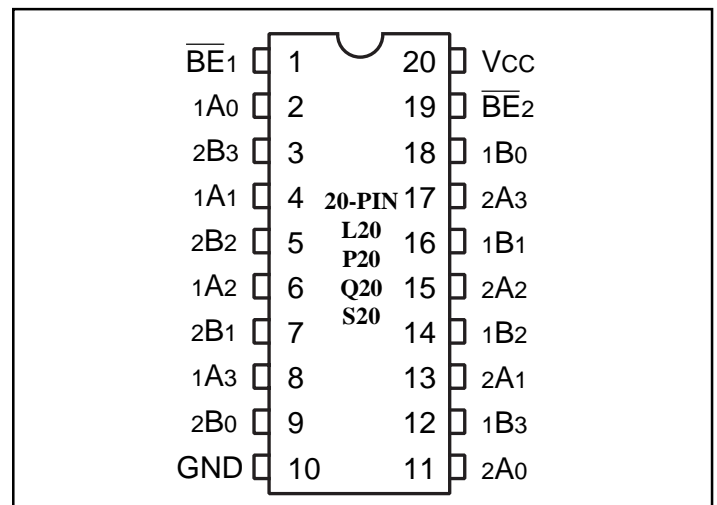 B̅E̅1 1 20 VCC
1A0 2 19 B̅E̅2
2B3 3 18 1B0
1A1 4 20-PIN 17 2A3
2B2 5 L20 16 1B1
P20
1A2 6 Q20 15 2A2
2B1 7 S20 14 1B2
1A3 8 13 2A1
2B0 9 12 1B3
GND 10 11 2A0